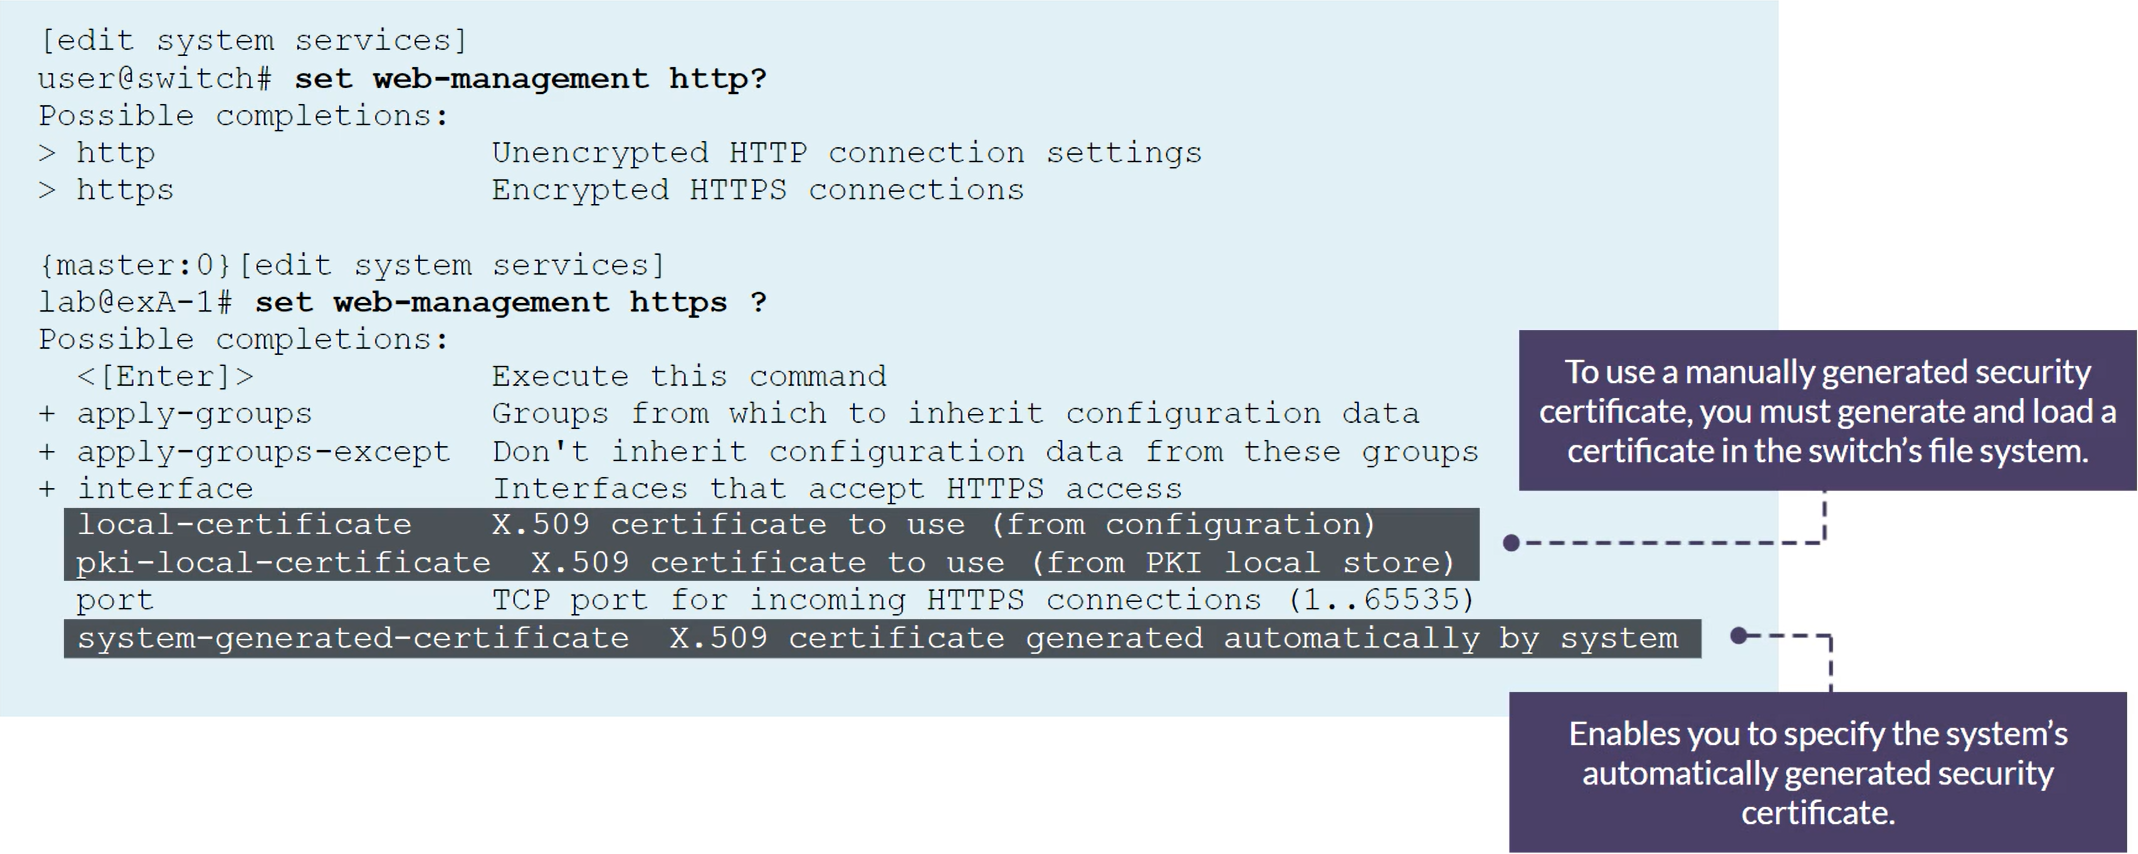 [edit system services]
user@switch# set web-management http?
Possible completions:
> http                 Unencrypted HTTP connection settings
> https                Encrypted HTTPS connections
{master:0}[edit system services]
lab@exA-1# set web-management https ?
Possible completions:
  <[Enter]>            Execute this command
+ apply-groups         Groups from which to inherit configuration data
+ apply-groups-except  Don't inherit configuration data from these groups
+ interface            Interfaces that accept HTTPS access
  local-certificate    X.509 certificate to use (from configuration)
  pki-local-certificate  X.509 certificate to use (from PKI local store)
  port                 TCP port for incoming HTTPS connections (1..65535)
  system-generated-certificate  X.509 certificate generated automatically by system
To use a manually generated security
certificate, you must generate and load a
certificate in the switch’s file system.
Enables you to specify the system’s
automatically generated security
certificate.